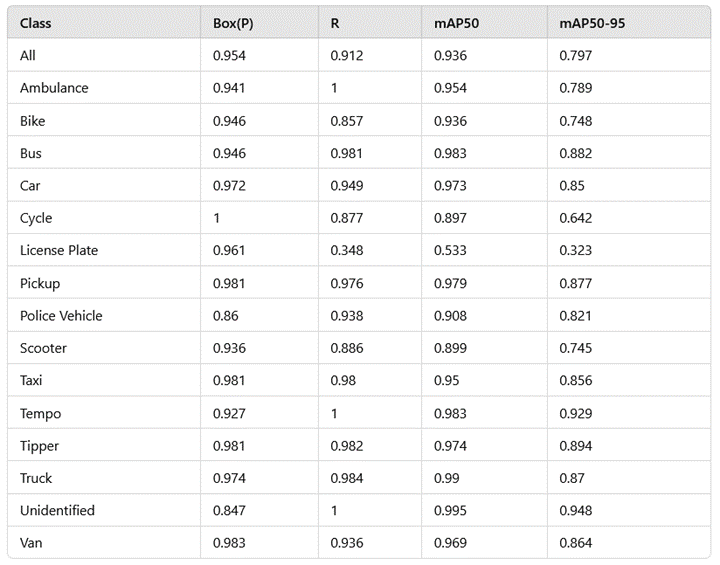 Class Box(P) R mAP50 mAP50-95
All 0.954 0.912 0.936 0.797
Ambulance 0.941 1 0.954 0.789
Bike 0.946 0.857 0.936 0.748
Bus 0.946 0.981 0.983 0.882
Car 0.972 0.949 0.973 0.85
Cycle 1 0.877 0.897 0.642
License Plate 0.961 0.348 0.533 0.323
Pickup 0.981 0.976 0.979 0.877
Police Vehicle 0.86 0.938 0.908 0.821
Scooter 0.936 0.886 0.899 0.745
Taxi 0.981 0.98 0.95 0.856
Tempo 0.927 1 0.983 0.929
Tipper 0.981 0.982 0.974 0.894
Truck 0.974 0.984 0.99 0.87
Unidentified 0.847 1 0.995 0.948
Van 0.983 0.936 0.969 0.864